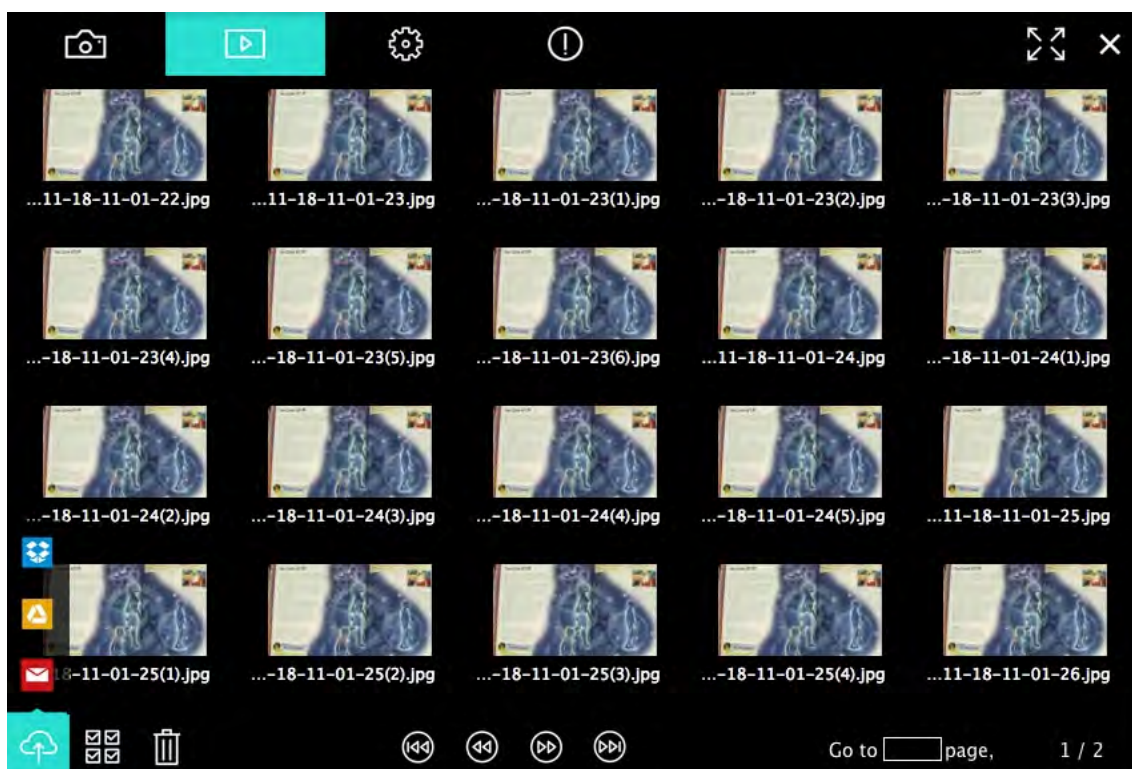 ...11-18-11-01-22.jpg ...11-18-11-01-23.jpg ...-18-11-01-23(1).jpg ...-18-11-01-23(2).jpg ...-18-11-01-23(3).jpg
...-18-11-01-23(4).jpg ...-18-11-01-23(5).jpg ...-18-11-01-23(6).jpg ...11-18-11-01-24.jpg ...-18-11-01-24(1).jpg
...-18-11-01-24(2).jpg ...-18-11-01-24(3).jpg ...-18-11-01-24(4).jpg ...-18-11-01-24(5).jpg ...11-18-11-01-25.jpg
18-11-01-25(1).jpg ...-18-11-01-25(2).jpg ...-18-11-01-25(3).jpg ...-18-11-01-25(4).jpg ...11-18-11-01-26.jpg
Go to page, 1 / 2